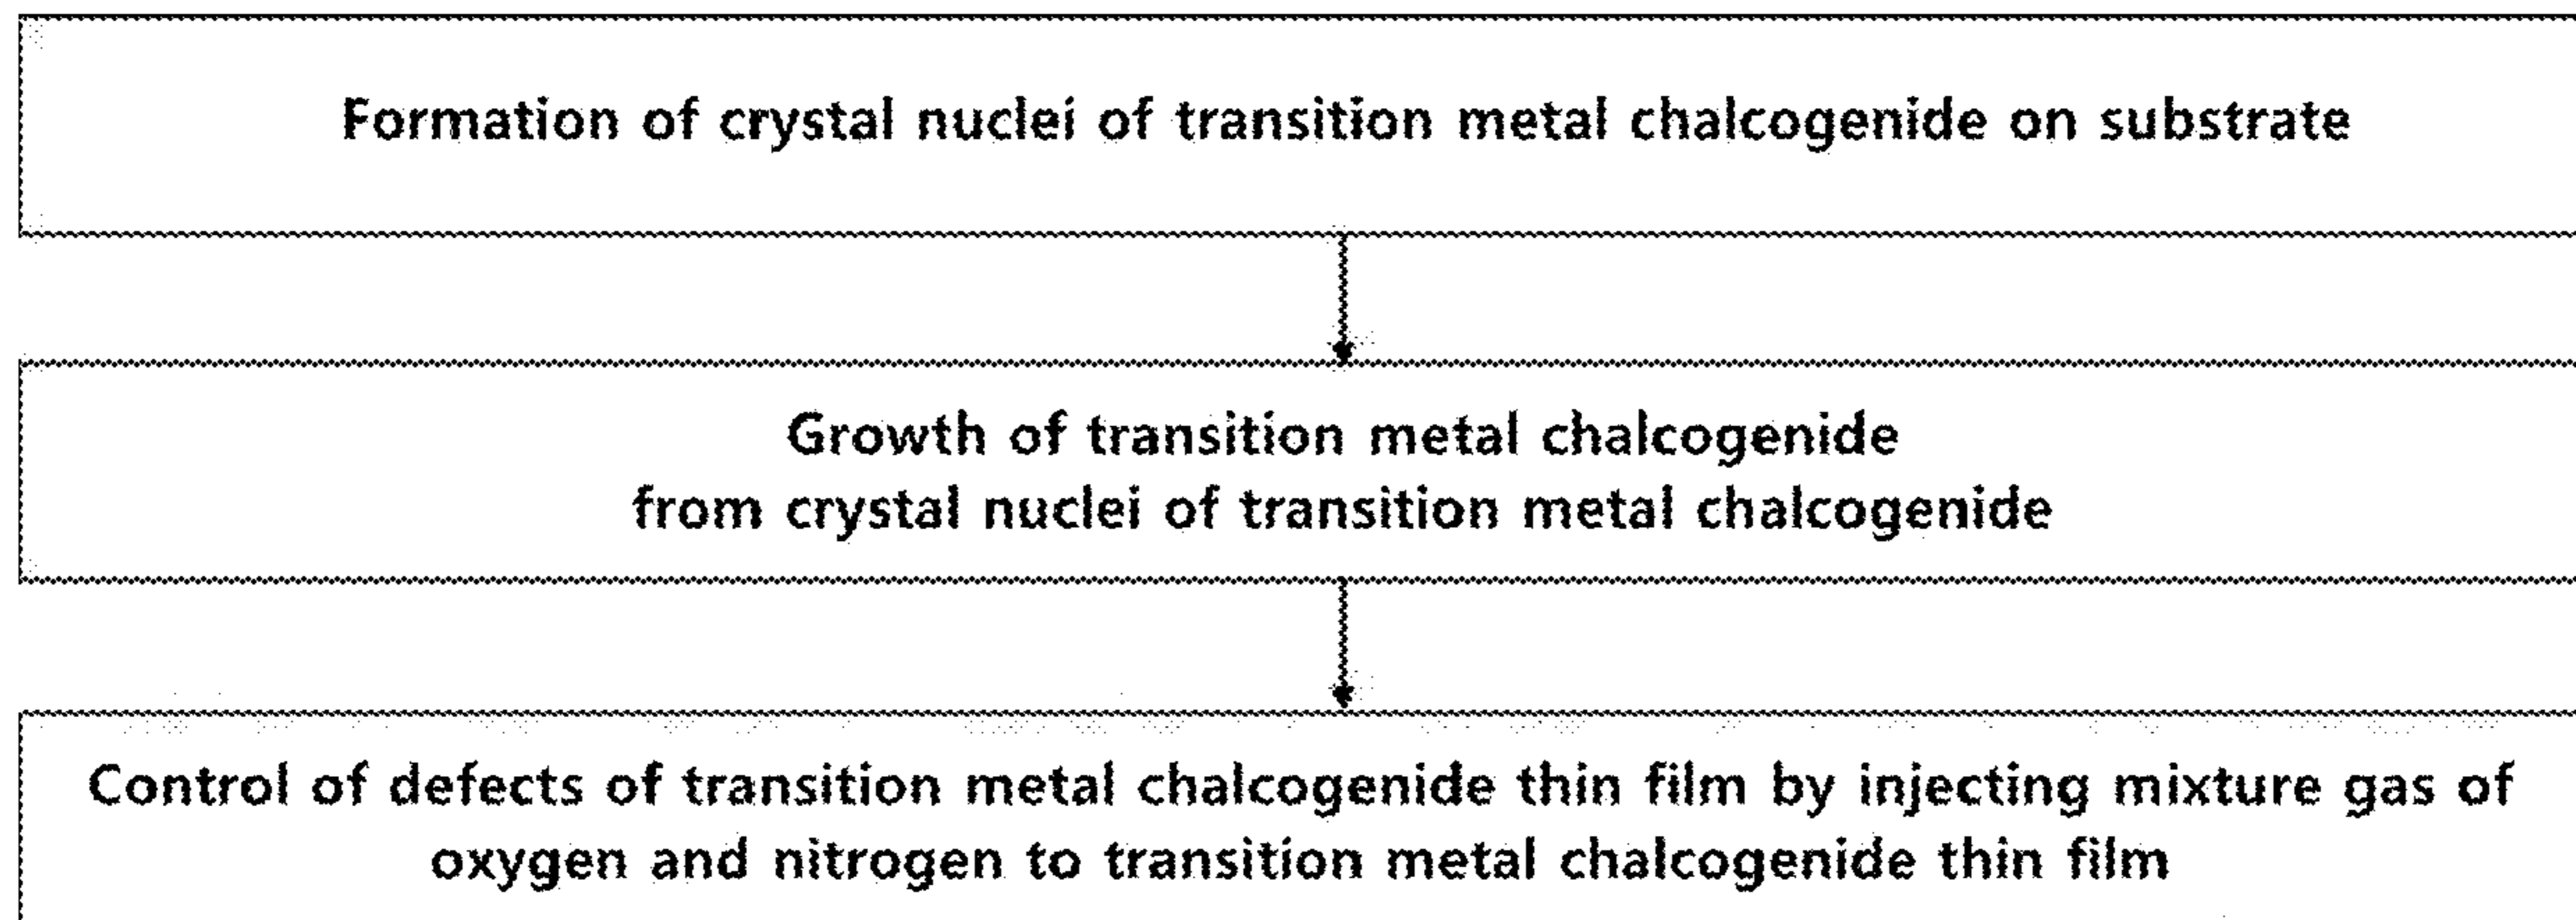 Formation of crystal nuclei of transition metal chalcogenide on substrate
Growth of transition metal chalcogenide
from crystal nuclei of transition metal chalcogenide
Control of defects of transition metal chalcogenide thin film by injecting mixture gas of
oxygen and nitrogen to transition metal chalcogenide thin film